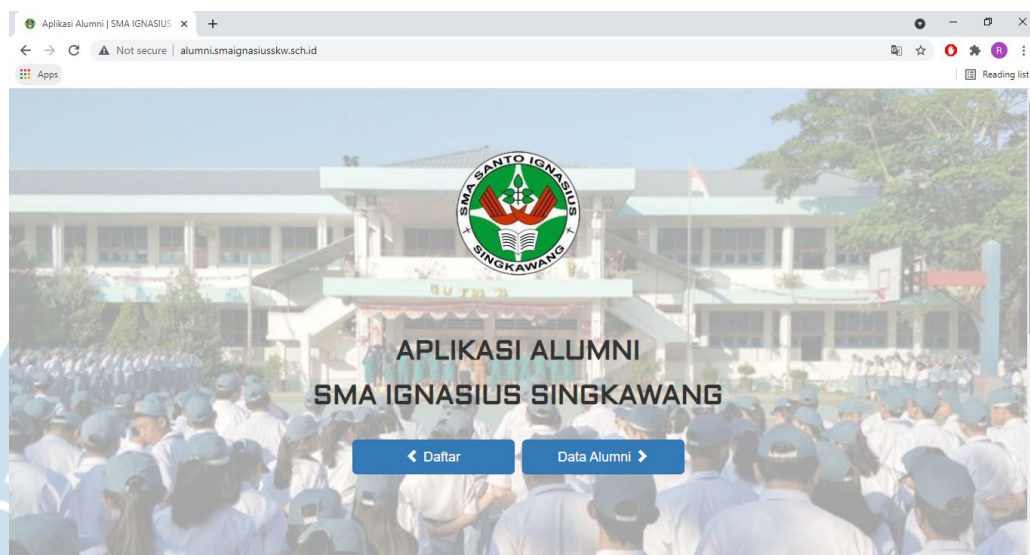 Aplikasi Alumni | SMA IGNASIUS
Not secure | alumni.smaignasiusskw.sch.id
R
Apps
Reading list
SMA SANTO IGNASIUS
SINGKAWANG
APLIKASI ALUMNI
SMA IGNASIUS SINGKAWANG
Daftar
Data Alumni